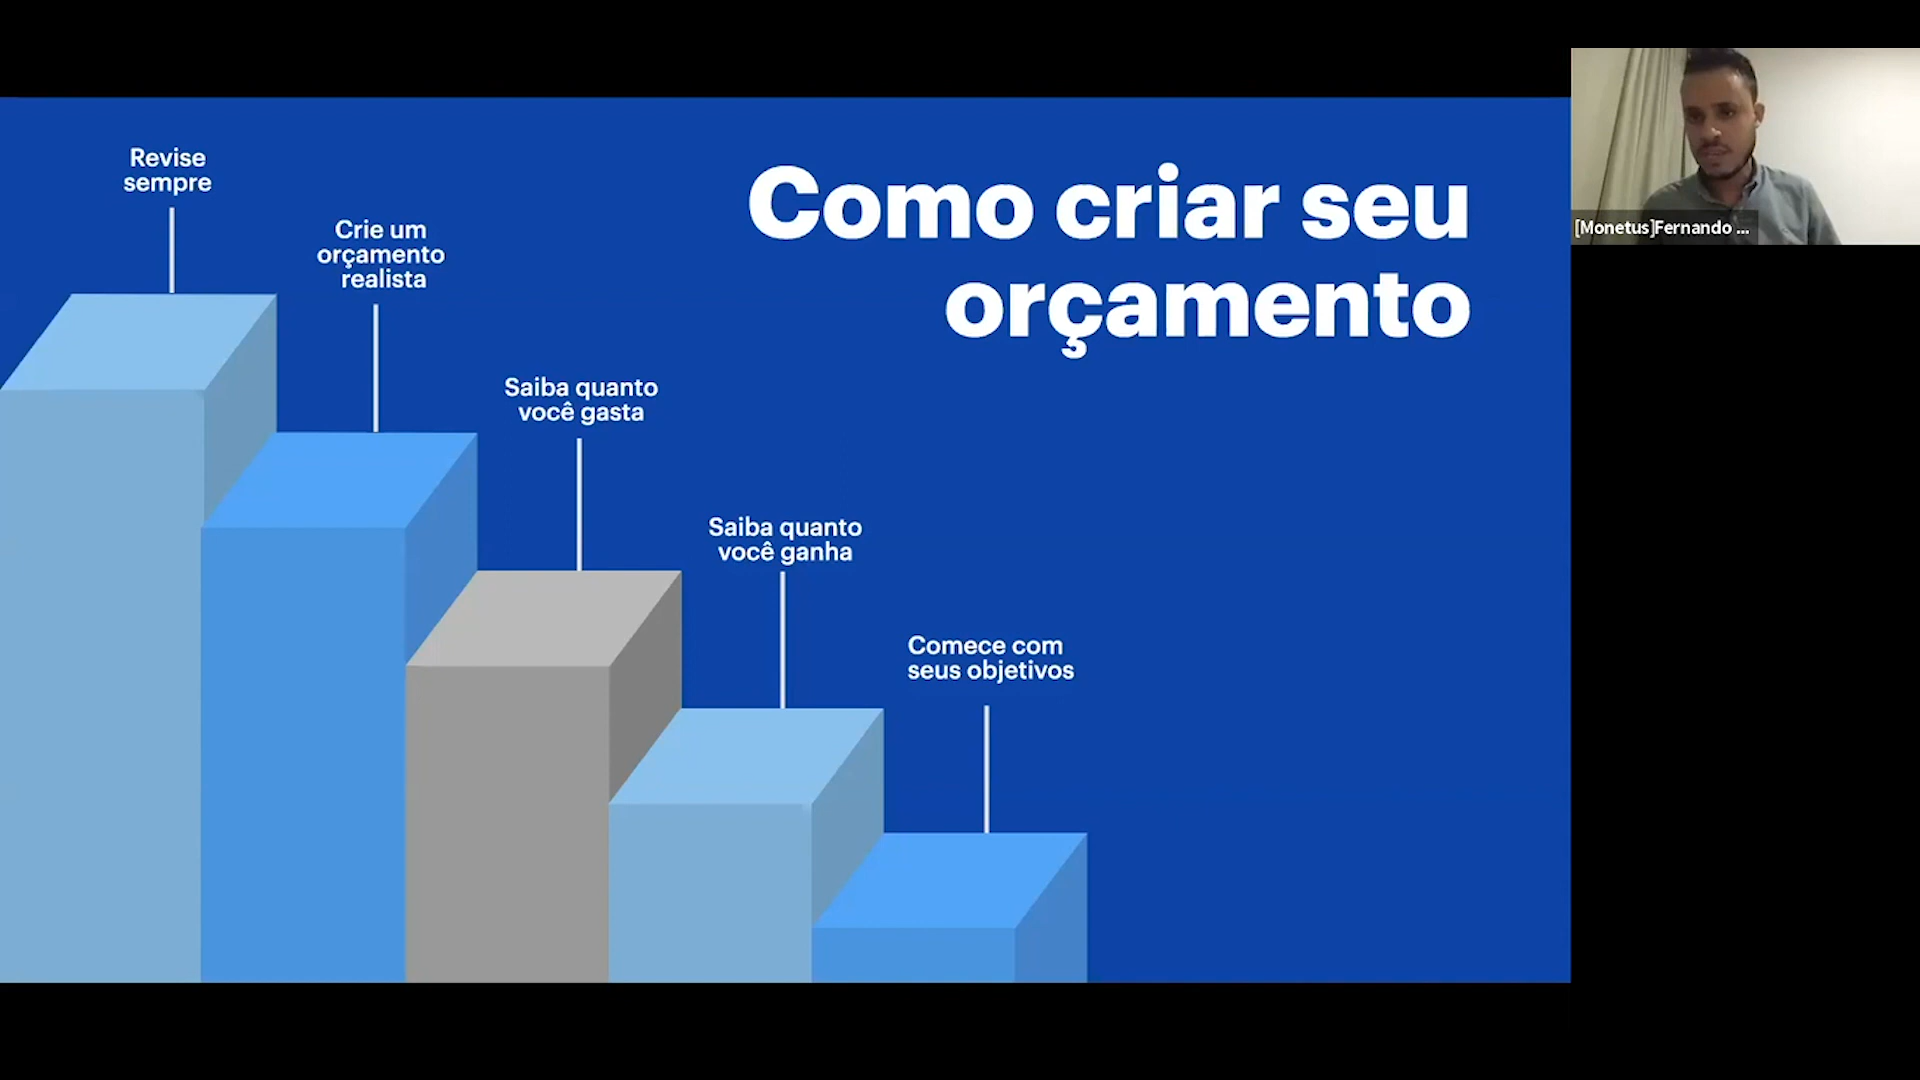 Como criar seu
orçamento
Revise
sempre
Crie um
orçamento
realista
Saiba quanto
você gasta
Saiba quanto
você ganha
Comece com
seus objetivos
[Monetus]Fernando ...